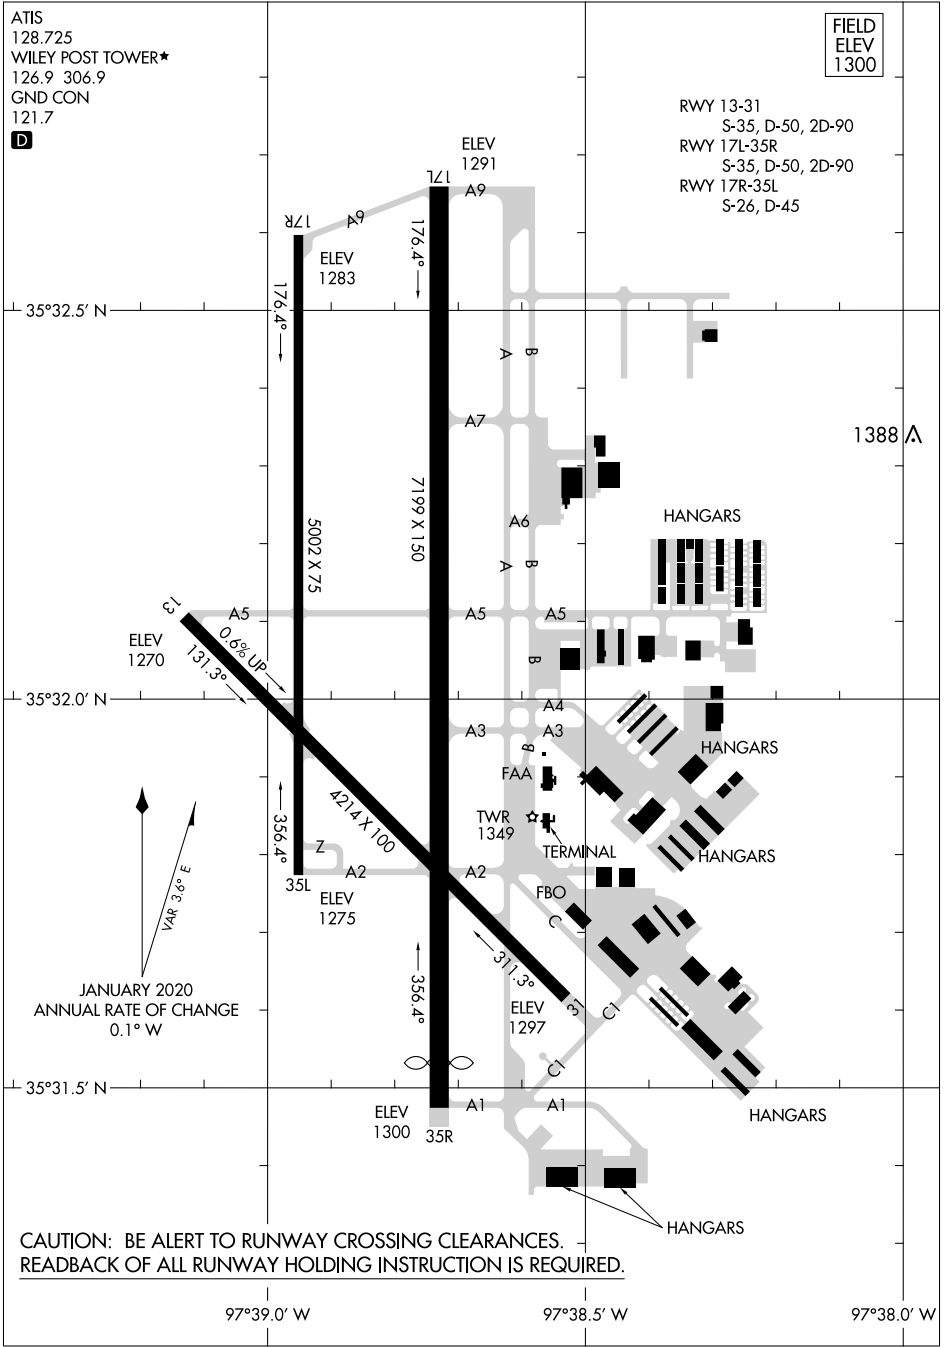 ATIS
128.725
WILEY POST TOWER★
126.9 306.9
GND CON
121.7
D
FIELD
ELEV
1300
RWY 13-31
S-35, D-50, 2D-90
RWY 17L-35R
S-35, D-50, 2D-90
RWY 17R-35L
S-26, D-45
ELEV
1291
17L
A9
17R
A9
ELEV
1283
176.4°
176.4°
35°32.5' N
A
B
A7
1388
7199 X 150
5002 X 75
A6
HANGARS
A
B
13
A5
A5
A5
ELEV
1270
0.6% UP
131.3°
B
35°32.0' N
A4
A3
A3
HANGARS
B
FAA
TWR
1349
TERMINAL
HANGARS
4214 X 100
356.4°
Z
A2
A2
35L
ELEV
1275
FBO
C
VAR 3.6° E
JANUARY 2020
ANNUAL RATE OF CHANGE
0.1° W
311.3°
356.4°
ELEV
1297
31
C1
C1
35°31.5' N
A1
A1
ELEV
1300
35R
HANGARS
HANGARS
CAUTION: BE ALERT TO RUNWAY CROSSING CLEARANCES.
READBACK OF ALL RUNWAY HOLDING INSTRUCTION IS REQUIRED.
97°39.0' W
97°38.5' W
97°38.0' W